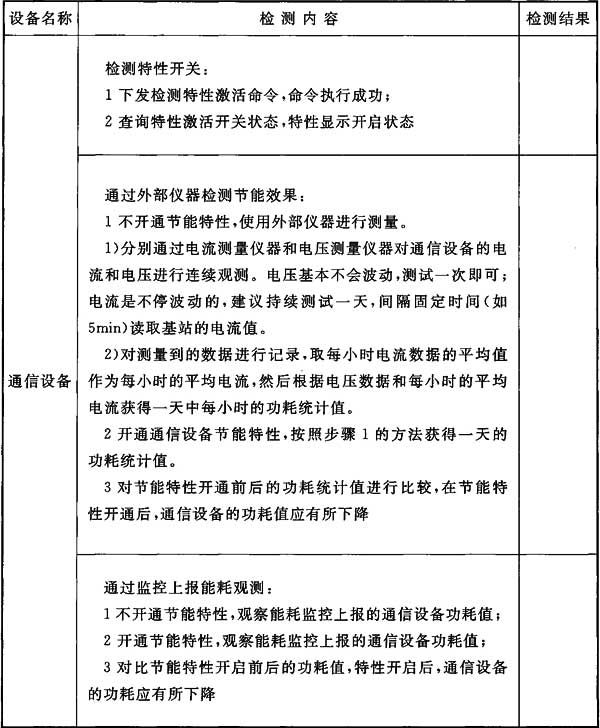 设备名称 检测内容 检测结果
检测特性开关：
1 下发检测特性激活命令，命令执行成功；
2 查询特性激活开关状态，特性显示开启状态
通过外部仪器检测节能效果：
1 不开通节能特性，使用外部仪器进行测量。
1)分别通过电流测量仪器和电压测量仪器对通信设备的电
流和电压进行连续观测。电压基本不会波动，测试一次即可；
电流是不停波动的，建议持续测试一天，间隔固定时间（如
5min)读取基站的电流值。
2)对测量到的数据进行记录，取每小时电流数据的平均值
通信设备
作为每小时的平均电流，然后根据电压数据和每小时的平均
电流获得一天中每小时的功耗统计值。
2 开通通信设备节能特性，按照步骤 1 的方法获得一天的
功耗统计值。
3 对节能特性开通前后的功耗统计值进行比较，在节能特
性开通后，通信设备的功耗值应有所下降
通过监控上报能耗观测：
1 不开通节能特性，观察能耗监控上报的通信设备功耗值；
2 开通节能特性，观察能耗监控上报的通信设备功耗值；
3 对比节能特性开启前后的功耗值，特性开启后，通信设备
的功耗应有所下降